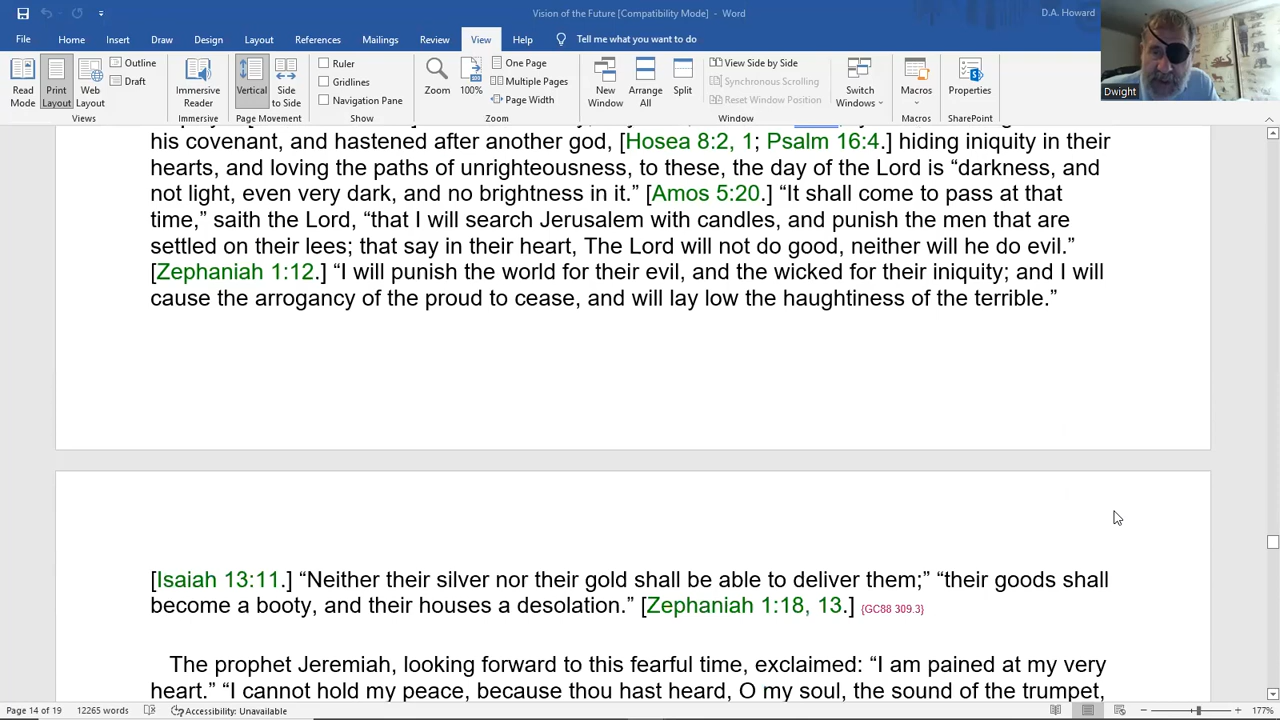 Vision of the Future [Compatibility Mode] - Word
D.A. Howard
File Home Insert Draw Design Layout References Mailings Review View Help Tell me what you want to do
Read Mode
Print Layout
Web Layout
Outline
Draft
Views
Immersive Reader
Immersive
Vertical
Side to Side
Page Movement
Ruler
Gridlines
Navigation Pane
Show
Zoom
100%
One Page
Multiple Pages
Page Width
Zoom
New Window
Arrange All
Split
View Side by Side
Synchronous Scrolling
Reset Window Position
Switch Windows
Window
Macros
Macros
Properties
SharePoint
Dwight
his covenant, and hastened after another god, [Hosea 8:2, 1; Psalm 16:4.] hiding iniquity in their
hearts, and loving the paths of unrighteousness, to these, the day of the Lord is “darkness, and
not light, even very dark, and no brightness in it.” [Amos 5:20.] “It shall come to pass at that
time,” saith the Lord, “that I will search Jerusalem with candles, and punish the men that are
settled on their lees; that say in their heart, The Lord will not do good, neither will he do evil.”
[Zephaniah 1:12.] “I will punish the world for their evil, and the wicked for their iniquity; and I will
cause the arrogancy of the proud to cease, and will lay low the haughtiness of the terrible.”
[Isaiah 13:11.] “Neither their silver nor their gold shall be able to deliver them;” “their goods shall
become a booty, and their houses a desolation.” [Zephaniah 1:18, 13.] {GC88 309.3}
The prophet Jeremiah, looking forward to this fearful time, exclaimed: “I am pained at my very
heart.” “I cannot hold my peace, because thou hast heard, O my soul, the sound of the trumpet,
Page 14 of 19 12265 words Accessibility: Unavailable 177%